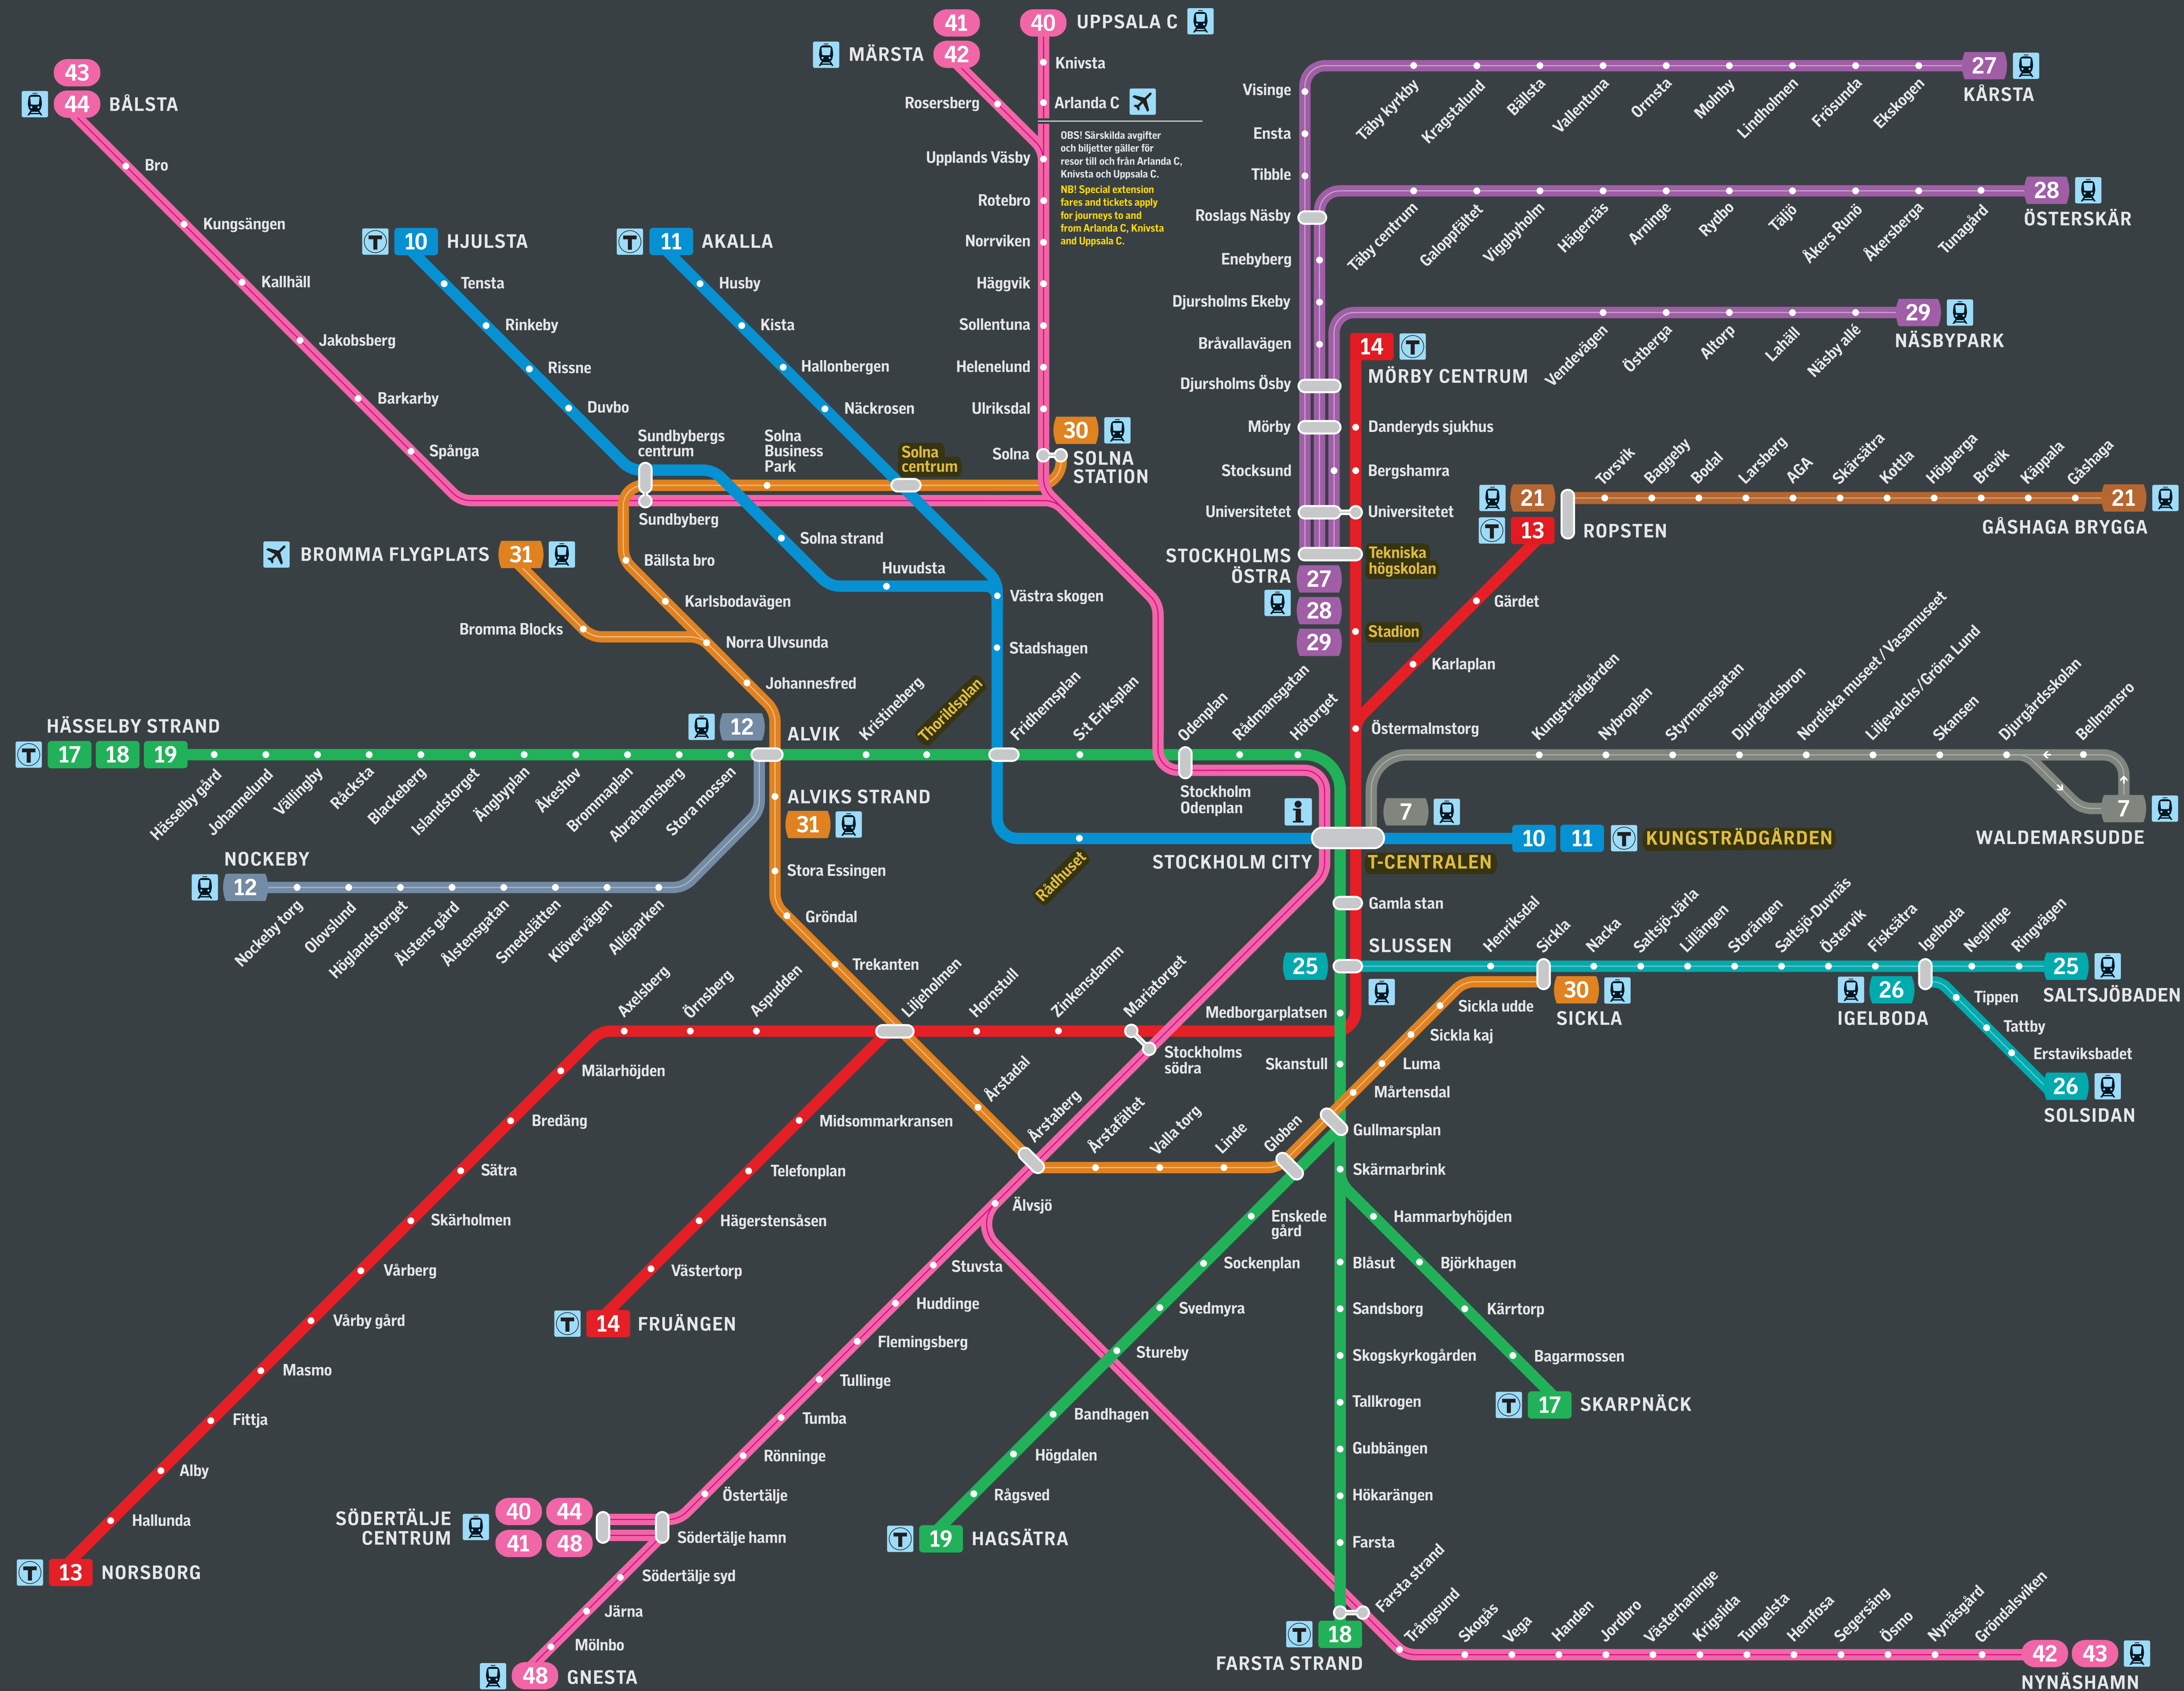 41
40 UPPSALA C
MÄRSTA 42
Knivsta
Arlanda C
Rosersberg
OBS! Särskilda avgifter
och biljetter gäller för
resor till och från Arlanda C,
Knivsta och Uppsala C.
NB! Special extension
fares and tickets apply
for journeys to and
from Arlanda C, Knivsta
and Uppsala C.
Upplands Väsby
Rotebro
Norrviken
Häggvik
Sollentuna
Helenelund
Ulriksdal
Solna
30
SOLNA
STATION
43
44 BÅLSTA
Bro
Kungsängen
Kallhäll
Jakobsberg
Barkarby
Spånga
10 HJULSTA
Tensta
Rinkeby
Rissne
Duvbo
Sundbybergs
centrum
Sundbyberg
Solna
Business
Park
Solna
centrum
11 AKALLA
Husby
Kista
Hallonbergen
Näckrosen
Solna strand
Huvudsta
Västra skogen
Stadshagen
BROMMA FLYGPLATS 31
Bromma Blocks
Bällsta bro
Karlsbodavägen
Norra Ulvsunda
Johannesfred
Visinge
Ensta
Tibble
Roslags Näsby
Enebyberg
Djursholms Ekeby
Bråvallavägen
Djursholms Ösby
Mörby
Stocksund
Universitetet
STOCKHOLMS
ÖSTRA
27
28
29
Täby kyrkby
Kragstalund
Bällsta
Vallentuna
Ormsta
Molnby
Lindholmen
Frösunda
Ekskogen
27
KÅRSTA
Täby centrum
Galoppfältet
Viggbyholm
Hägernäs
Arninge
Rydbo
Täljö
Åkers Runö
Åkersberga
Tunagård
28
ÖSTERSKÄR
Vendevägen
Östberga
Altorp
Lahäll
Näsby allé
29
NÄSBYPARK
14
MÖRBY CENTRUM
Danderyds sjukhus
Bergshamra
Universitetet
Tekniska
högskolan
Stadion
Östermalmstorg
21
13
ROPSTEN
Torsvik
Baggeby
Bodal
Larsberg
AGA
Skärsätra
Kottla
Högberga
Brevik
Käppala
Gåshaga
21
GÅSHAGA BRYGGA
Gärdet
Karlaplan
HÄSSELBY STRAND
17 18 19
Hässelby gård
Johannelund
Vällingby
Råcksta
Blackeberg
Islandstorget
Ängbyplan
Åkeshov
Brommaplan
Abrahamsberg
Stora mossen
12 ALVIK
Kristineberg
Thorildsplan
Fridhemsplan
S:t Eriksplan
Odenplan
Rådmansgatan
Hötorget
Stockholm
Odenplan
Kungsträdgården
Nybroplan
Styrmansgatan
Djurgårdsbron
Nordiska museet / Vasamuseet
Liljevalchs / Gröna Lund
Skansen
Djurgårdsskolan
Bellmansro
7
7
WALDEMARSUDDE
ALVIKS STRAND
31
Stora Essingen
Gröndal
Trekanten
NOCKEBY
12
Nockeby torg
Olovslund
Höglandstorget
Ålstens gård
Ålstensgatan
Smedslätten
Klövervägen
Alléparken
Rådhuset
STOCKHOLM CITY
T-CENTRALEN
10 11 KUNGSTRÄDGÅRDEN
Gamla stan
SLUSSEN
25
Henriksdal
Sickla
Nacka
Saltsjö-Järla
Lillängen
Storängen
Saltsjö-Duvnäs
Östervik
Fisksätra
Igelboda
Neglinge
Ringvägen
25
SALTSJÖBADEN
30
SICKLA
26
IGELBODA
Tippen
Tattby
Erstaviksbadet
26
SOLSIDAN
Sickla udde
Sickla kaj
Luma
Mårtensdal
Axelsberg
Örnsberg
Aspudden
Liljeholmen
Hornstull
Zinkensdamm
Mariatorget
Stockholms
södra
Medborgarplatsen
Skanstull
Gullmarsplan
Skärmarbrink
Årstadal
Årstaberg
Årstafältet
Valla torg
Linde
Globen
Mälarhöjden
Bredäng
Sätra
Skärholmen
Vårberg
Vårby gård
Masmo
Fittja
Alby
Hallunda
13 NORSBORG
Midsommarkransen
Telefonplan
Hägerstensåsen
Västertorp
14 FRUÄNGEN
Älvsjö
Stuvsta
Huddinge
Flemingsberg
Tullinge
Tumba
Rönninge
Östertälje
Södertälje hamn
SÖDERTÄLJE
CENTRUM
40 44
41 48
Södertälje syd
Järna
Mölnbo
48 GNESTA
Enskede
gård
Sockenplan
Svedmyra
Stureby
Bandhagen
Högdalen
Rågsved
19 HAGSÄTRA
Hammarbyhöjden
Björkhagen
Kärrtorp
Bagarmossen
17 SKARPNÄCK
Blåsut
Sandsborg
Skogskyrkogården
Tallkrogen
Gubbängen
Hökarängen
Farsta
18
FARSTA STRAND
Farsta strand
Trångsund
Skogås
Vega
Handen
Jordbro
Västerhaninge
Krigslida
Tungelsta
Hemfosa
Segersäng
Ösmo
Nynäsgård
Gröndalsviken
42 43
NYNÄSHAMN